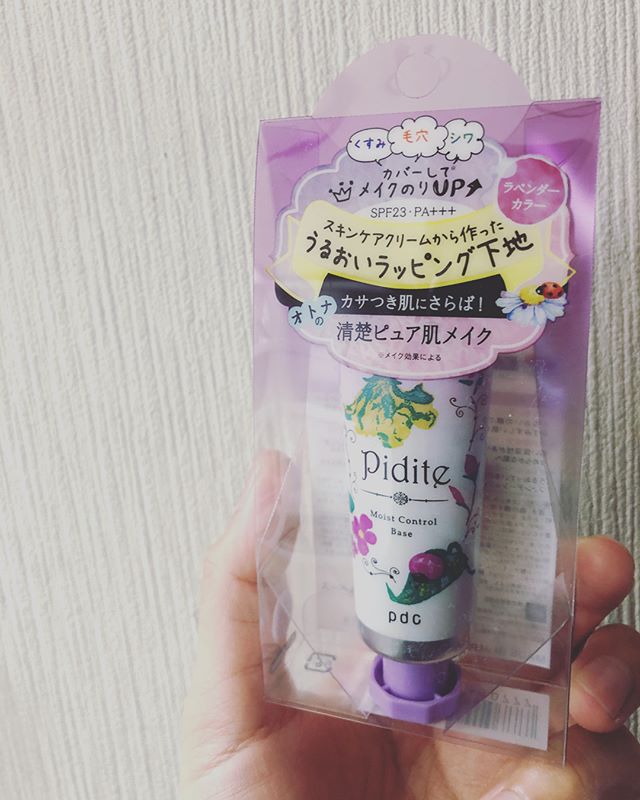 くすみ 毛穴 シワ
カバーして
メイクのりUP
SPF23・PA+++
ラベンダー
カラー
スキンケアクリームから作った
うるおいラッピング下地
カサつき肌にさらば!
オトナの
清楚ピュア肌メイク
※メイク効果による
Pidite
Moist Control
Base
pdc